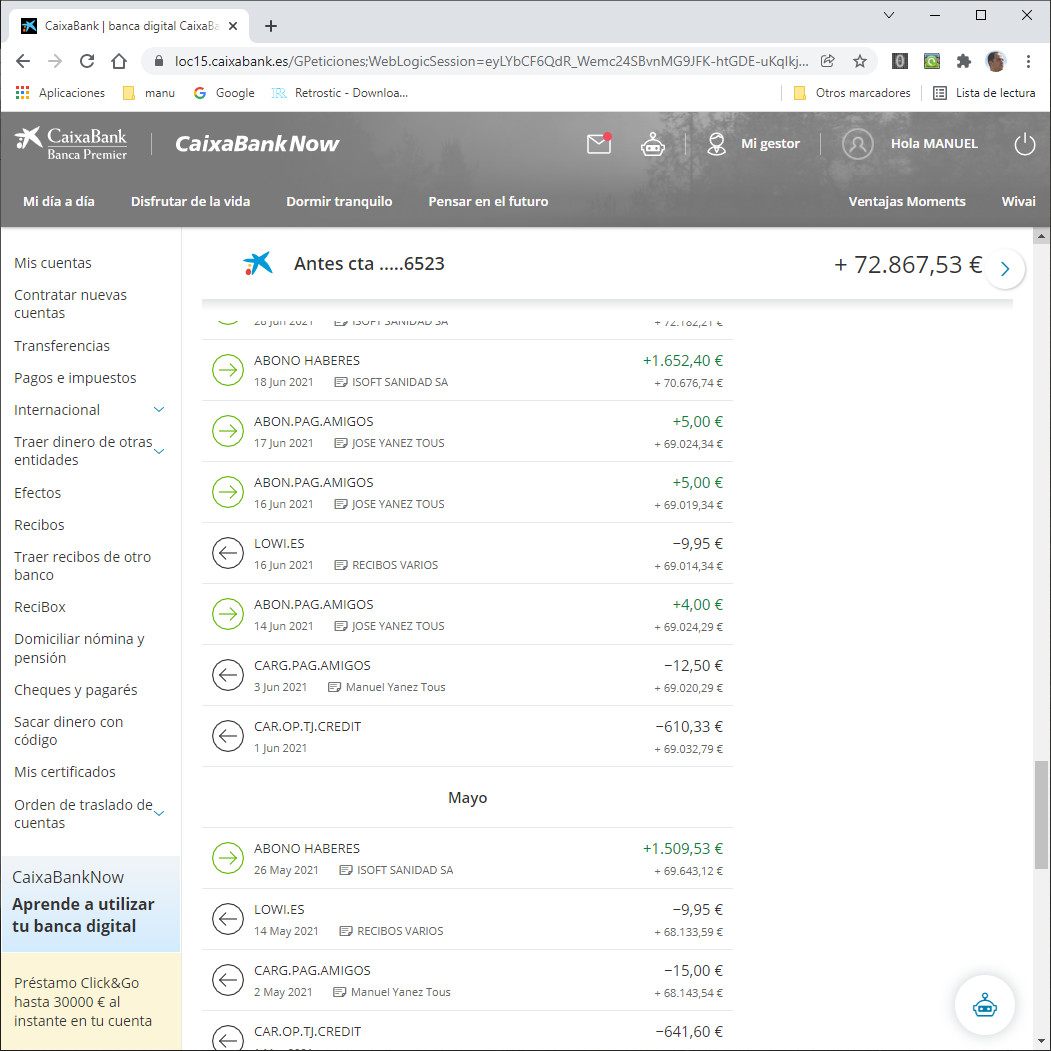 CaixaBank | banca digital CaixaBa
loc15.caixabank.es/GPeticiones;WebLogicSession=eyLYbCF6QdR_Wemc24SBvnMG9JFK-htGDE-uKqIkj...
Aplicaciones manu Google Retrostic - Downloa... Otros marcadores Lista de lectura
CaixaBank
Banca Premier
CaixaBankNow
Mi gestor
Hola MANUEL
Mi día a día Disfrutar de la vida Dormir tranquilo Pensar en el futuro Ventajas Moments Wivai
Mis cuentas
Contratar nuevas
cuentas
Transferencias
Pagos e impuestos
Internacional
Traer dinero de otras
entidades
Efectos
Recibos
Traer recibos de otro
banco
ReciBox
Domiciliar nómina y
pensión
Cheques y pagarés
Sacar dinero con
código
Mis certificados
Orden de traslado de
cuentas
CaixaBankNow
Aprende a utilizar
tu banca digital
Préstamo Click&Go
hasta 30000 € al
instante en tu cuenta
Antes cta .....6523 + 72.867,53 €
28 Jun 2021 ISOFT SANIDAD SA + 72.182,21 €
ABONO HABERES +1.652,40 €
18 Jun 2021 ISOFT SANIDAD SA + 70.676,74 €
ABON.PAG.AMIGOS +5,00 €
17 Jun 2021 JOSE YANEZ TOUS + 69.024,34 €
ABON.PAG.AMIGOS +5,00 €
16 Jun 2021 JOSE YANEZ TOUS + 69.019,34 €
LOWI.ES −9,95 €
16 Jun 2021 RECIBOS VARIOS + 69.014,34 €
ABON.PAG.AMIGOS +4,00 €
14 Jun 2021 JOSE YANEZ TOUS + 69.024,29 €
CARG.PAG.AMIGOS −12,50 €
3 Jun 2021 Manuel Yanez Tous + 69.020,29 €
CAR.OP.TJ.CREDIT −610,33 €
1 Jun 2021 + 69.032,79 €
Mayo
ABONO HABERES +1.509,53 €
26 May 2021 ISOFT SANIDAD SA + 69.643,12 €
LOWI.ES −9,95 €
14 May 2021 RECIBOS VARIOS + 68.133,59 €
CARG.PAG.AMIGOS −15,00 €
2 May 2021 Manuel Yanez Tous + 68.143,54 €
CAR.OP.TJ.CREDIT −641,60 €